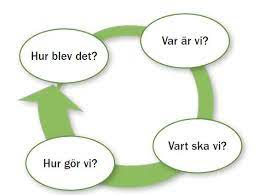 Var är vi?
Vart ska vi?
Hur gör vi?
Hur blev det?